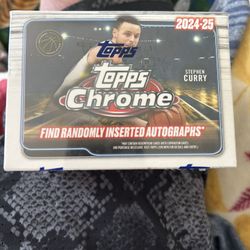 2024-25
Topps
Topps
Chrome
STEPHEN
CURRY
FIND RANDOMLY INSERTED AUTOGRAPHS*